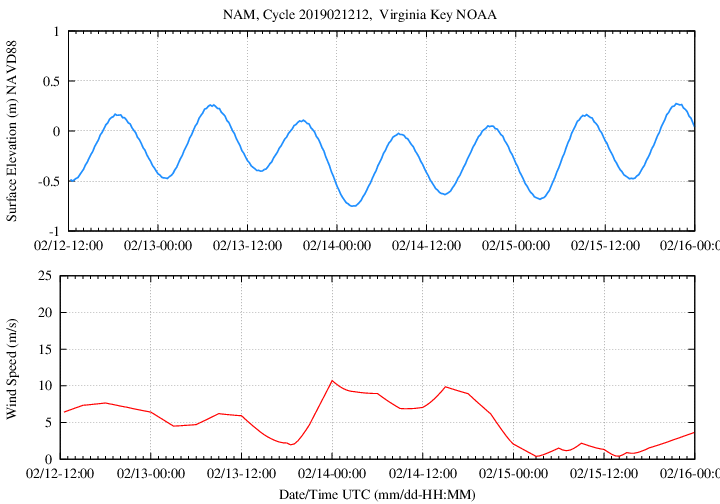 NAM, Cycle 2019021212,  Virginia Key NOAA
Surface Elevation (m) NAVD88
1
0.5
0
-0.5
-1
02/12-12:00 02/13-00:00 02/13-12:00 02/14-00:00 02/14-12:00 02/15-00:00 02/15-12:00 02/16-00:0
Wind Speed (m/s)
25
20
15
10
5
0
02/12-12:00 02/13-00:00 02/13-12:00 02/14-00:00 02/14-12:00 02/15-00:00 02/15-12:00 02/16-00:0
Date/Time UTC (mm/dd-HH:MM)